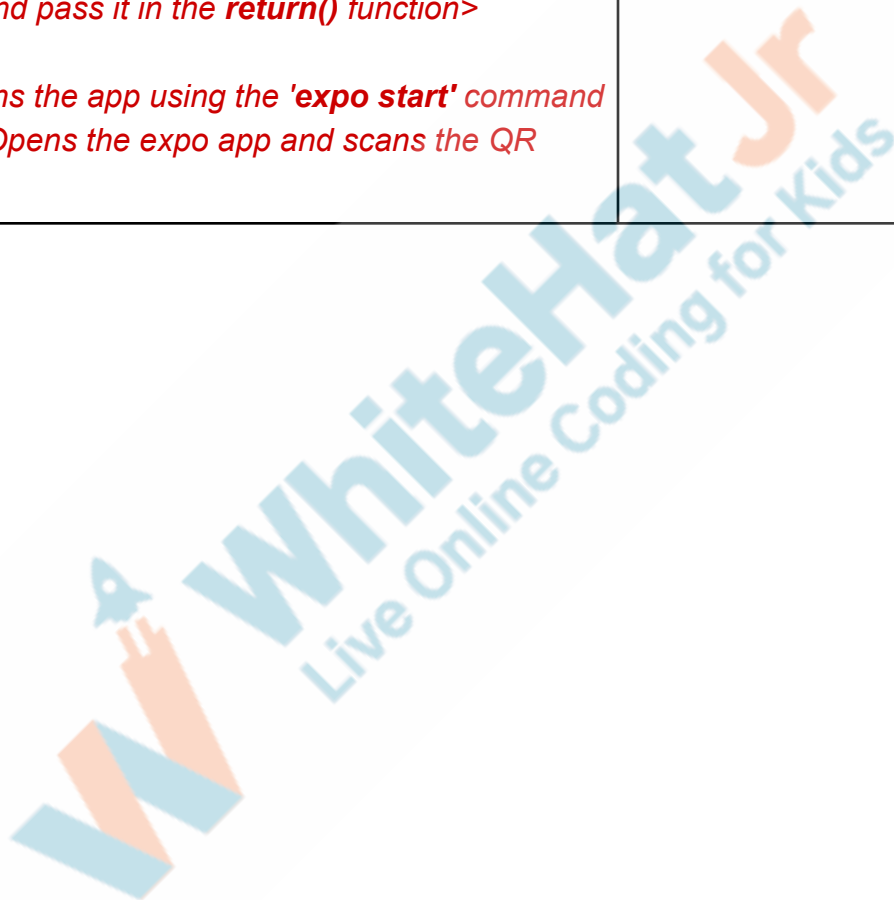 nd pass it in the return() function>
ns the app using the 'expo start' command
Opens the expo app and scans the QR
WhiteHat Jr
Live Online Coding for Kids